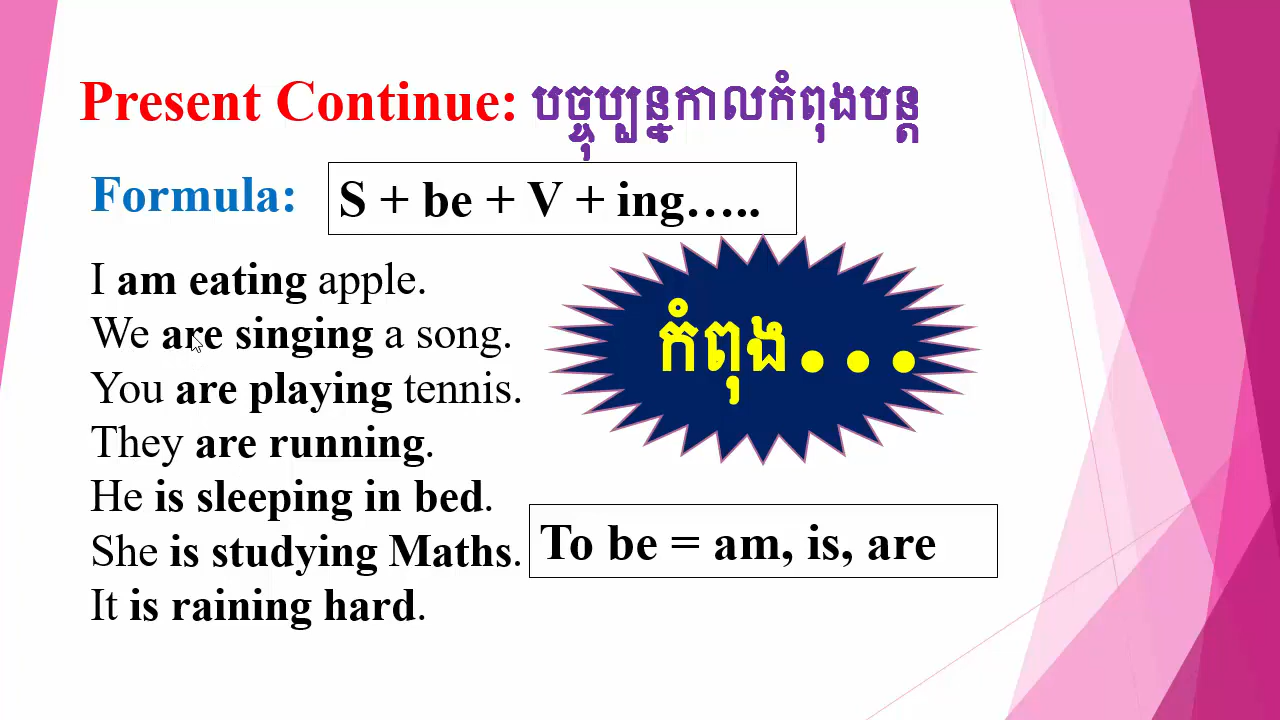 Present Continue: បច្ចុប្បន្នកាលកំពុងបន្ត
Formula:
S + be + V + ing…..
I am eating apple.
We are singing a song.
You are playing tennis.
They are running.
He is sleeping in bed.
She is studying Maths.
It is raining hard.
កំពុង...
To be = am, is, are